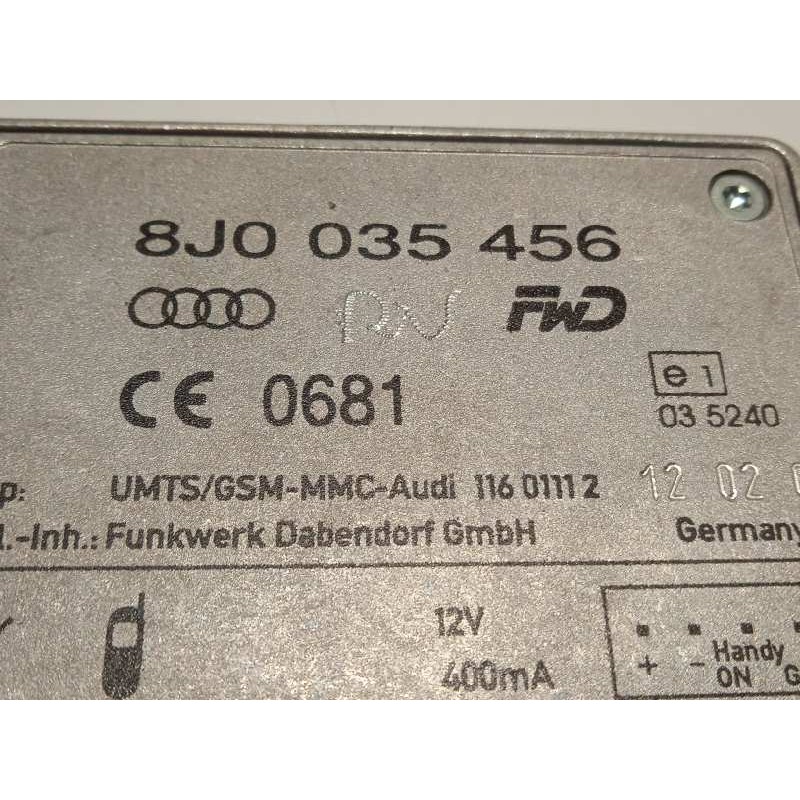 8J0 035 456
FWD
CE 0681
e1
03 5240
p: UMTS/GSM-MMC-Audi 116 0111 2 12 02 0
l.-Inh.: Funkwerk Dabendorf GmbH Germany
12V
400mA
+ - Handy G
ON